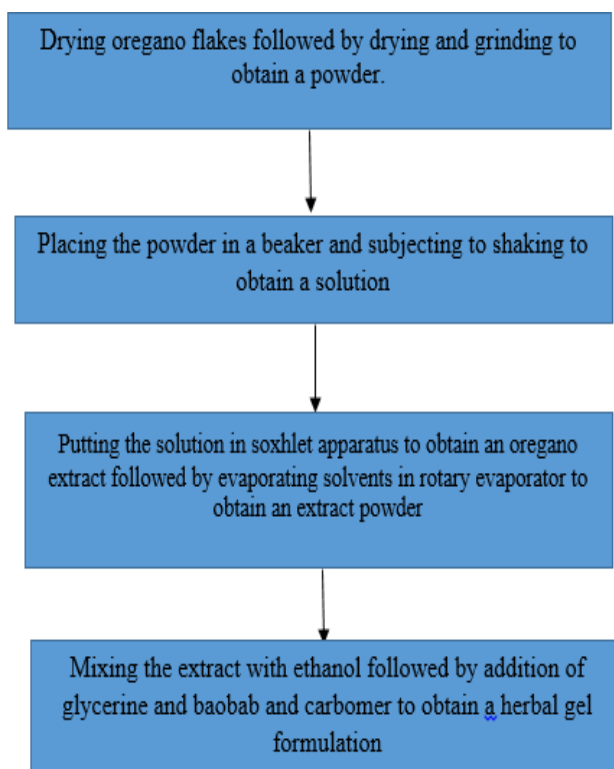 Drying oregano flakes followed by drying and grinding to
obtain a powder.
Placing the powder in a beaker and subjecting to shaking to
obtain a solution
Putting the solution in soxhlet apparatus to obtain an oregano
extract followed by evaporating solvents in rotary evaporator to
obtain an extract powder
Mixing the extract with ethanol followed by addition of
glycerine and baobab and carbomer to obtain a herbal gel
formulation